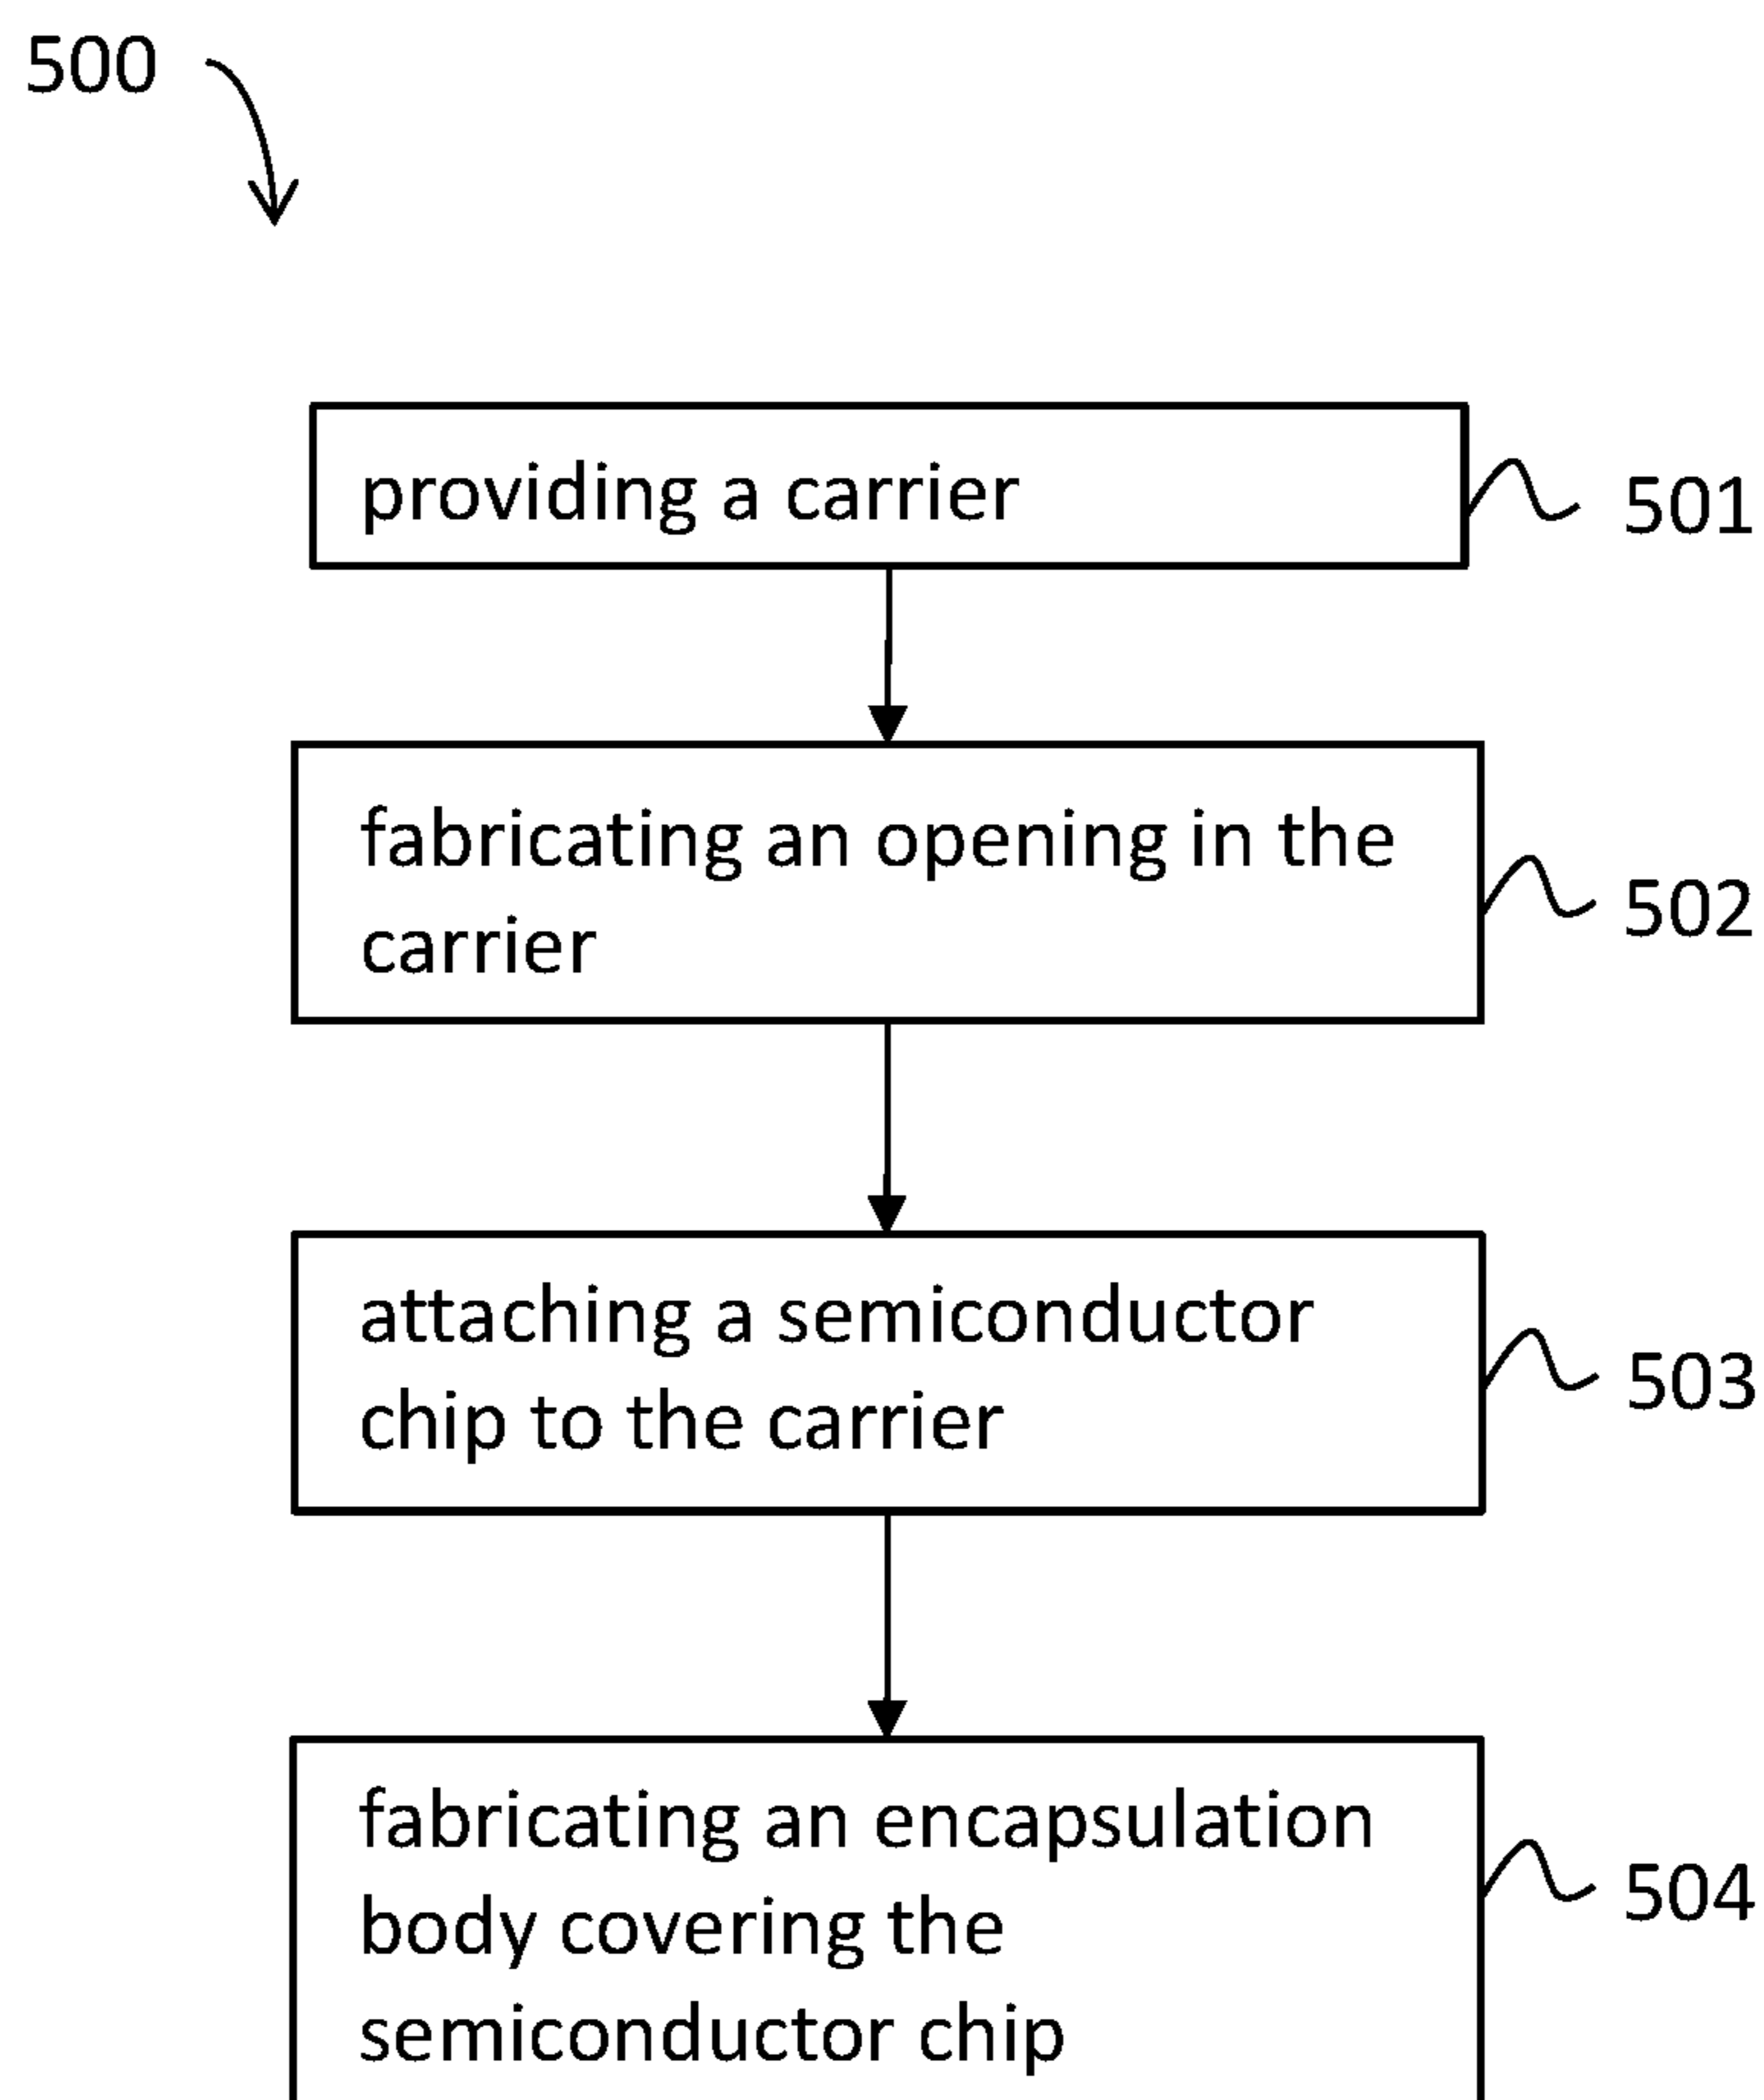 500
providing a carrier
501
fabricating an opening in the
carrier
502
attaching a semiconductor
chip to the carrier
503
fabricating an encapsulation
body covering the
semiconductor chip
504